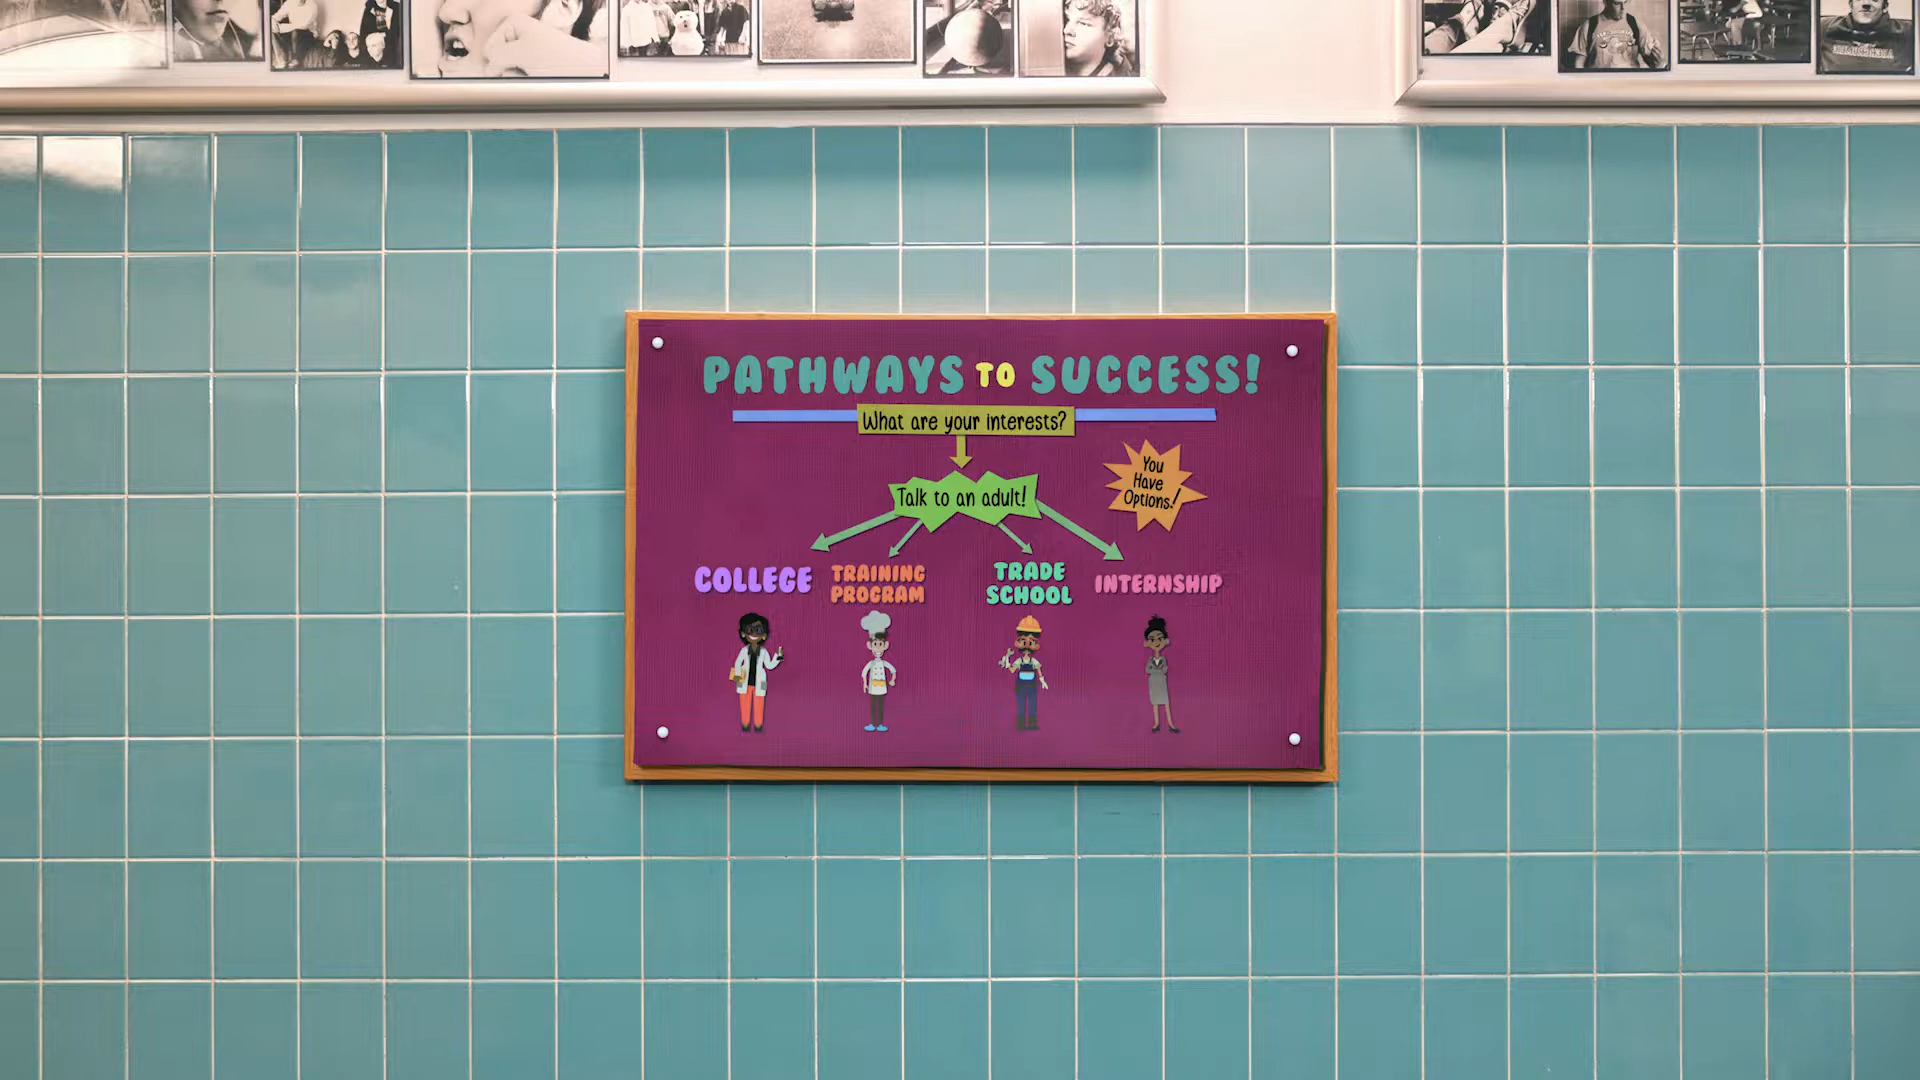 PATHWAYS TO SUCCESS!
What are your interests?
You
Have
Options!
Talk to an adult!
COLLEGE
TRAINING
PROGRAM
TRADE
SCHOOL
INTERNSHIP